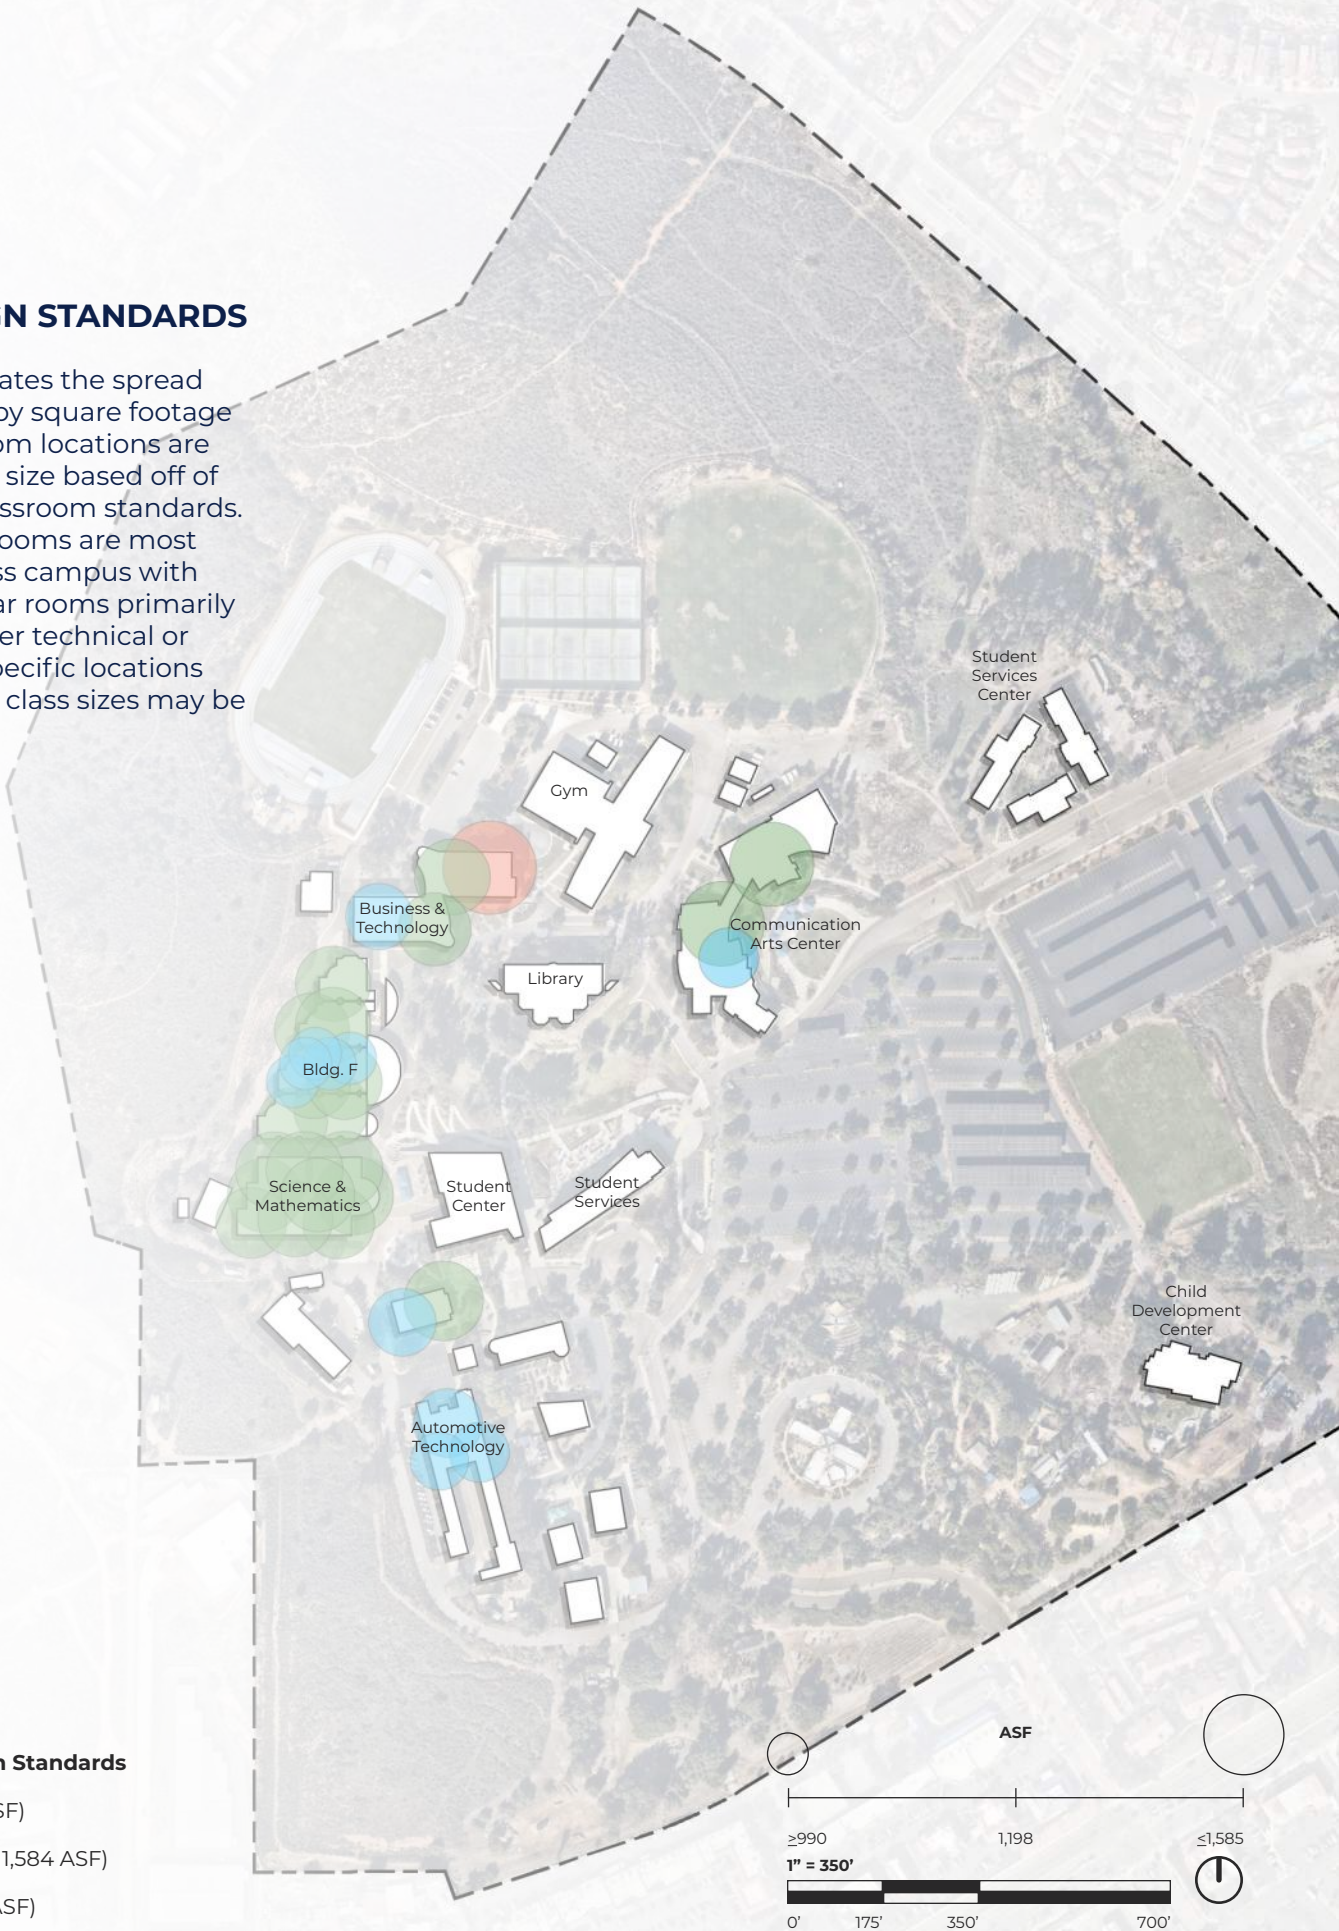 N STANDARDS
ates the spread
by square footage
om locations are
size based off of
ssroom standards.
ooms are most
ss campus with
ar rooms primarily
er technical or
pecific locations
class sizes may be
Student
Services
Center
Gym
Business &
Technology
Communication
Arts Center
Library
Bldg. F
Science &
Mathematics
Student
Center
Student
Services
Child
Development
Center
Automotive
Technology
n Standards
SF)
1,584 ASF)
ASF)
ASF
≥990 1,198 ≤1,585
1” = 350’
0’ 175’ 350’ 700’